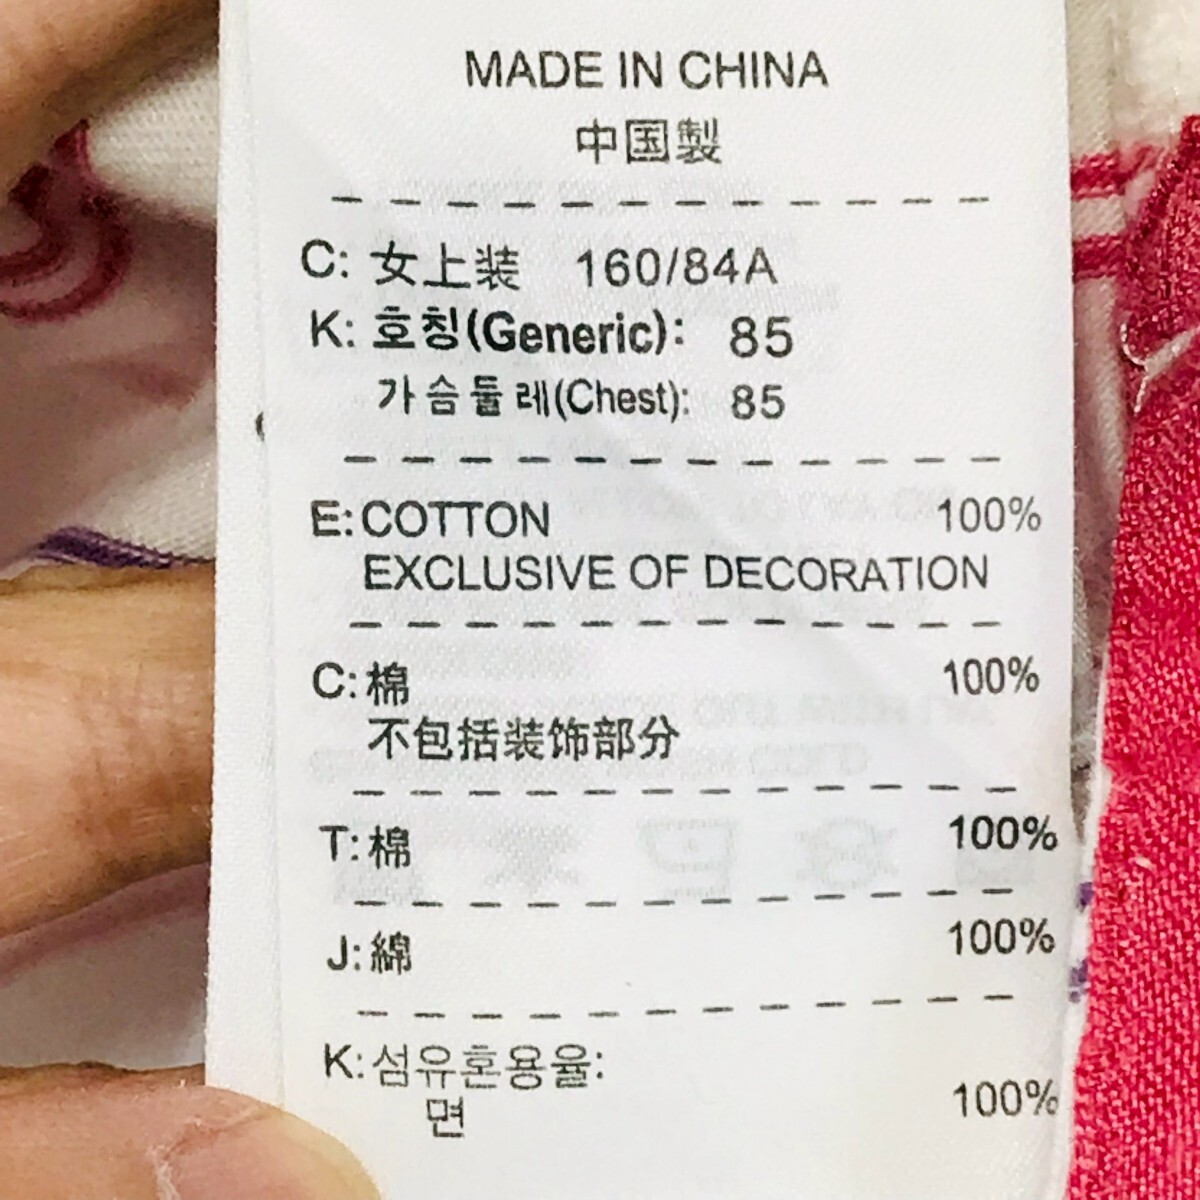 MADE IN CHINA
中国製
C: 女上装 160/84A
K: 호칭(Generic): 85
가슴둘레(Chest): 85
E: COTTON 100%
EXCLUSIVE OF DECORATION
C: 棉 100%
不包括装饰部分
T: 棉 100%
J: 綿 100%
K: 섬유혼용율:
면 100%